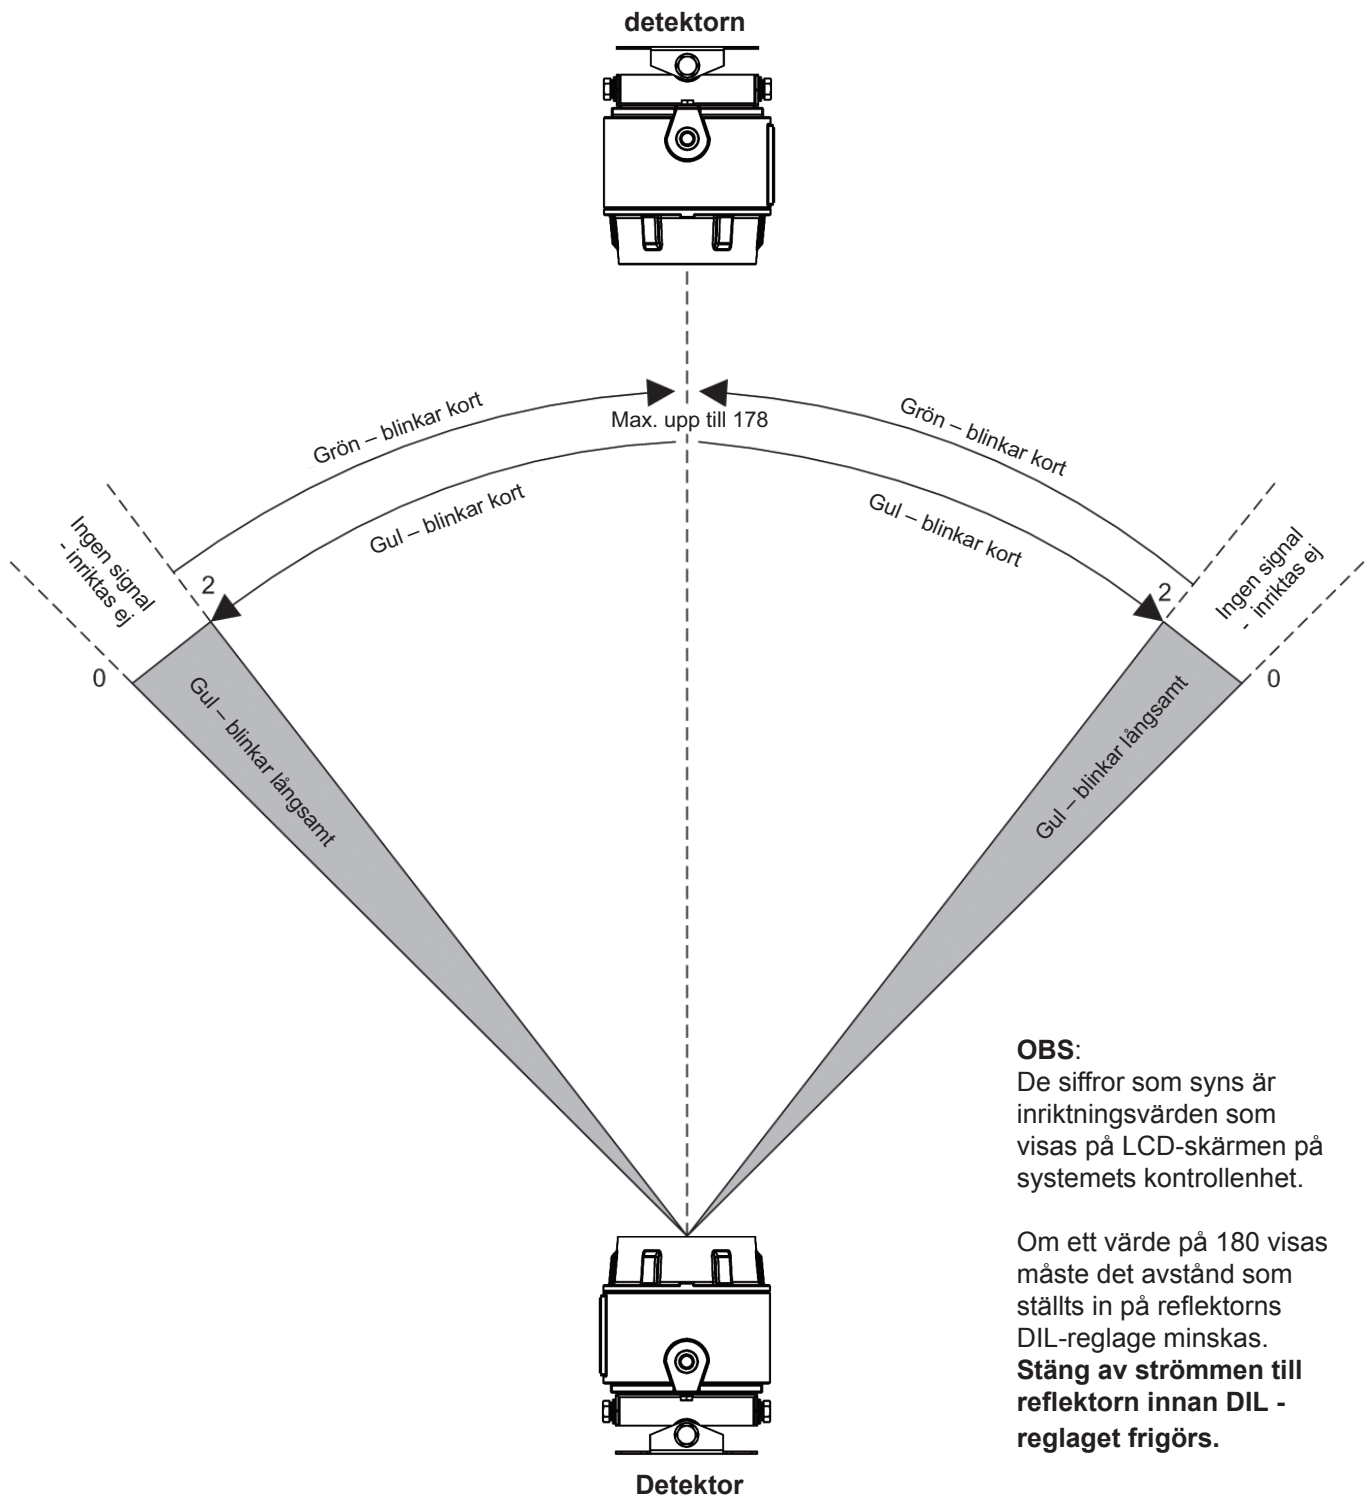 detektorn
Grön – blinkar kort
Grön – blinkar kort
Max. upp till 178
Gul – blinkar kort
Gul – blinkar kort
Ingen signal
- inriktas ej
Ingen signal
- inriktas ej
2
2
0
0
Gul – blinkar långsamt
Gul – blinkar långsamt
OBS:
De siffror som syns är
inriktningsvärden som
visas på LCD-skärmen på
systemets kontrollenhet.
Om ett värde på 180 visas
måste det avstånd som
ställts in på reflektorns
DIL-reglage minskas.
Stäng av strömmen till
reflektorn innan DIL -
reglaget frigörs.
Detektor